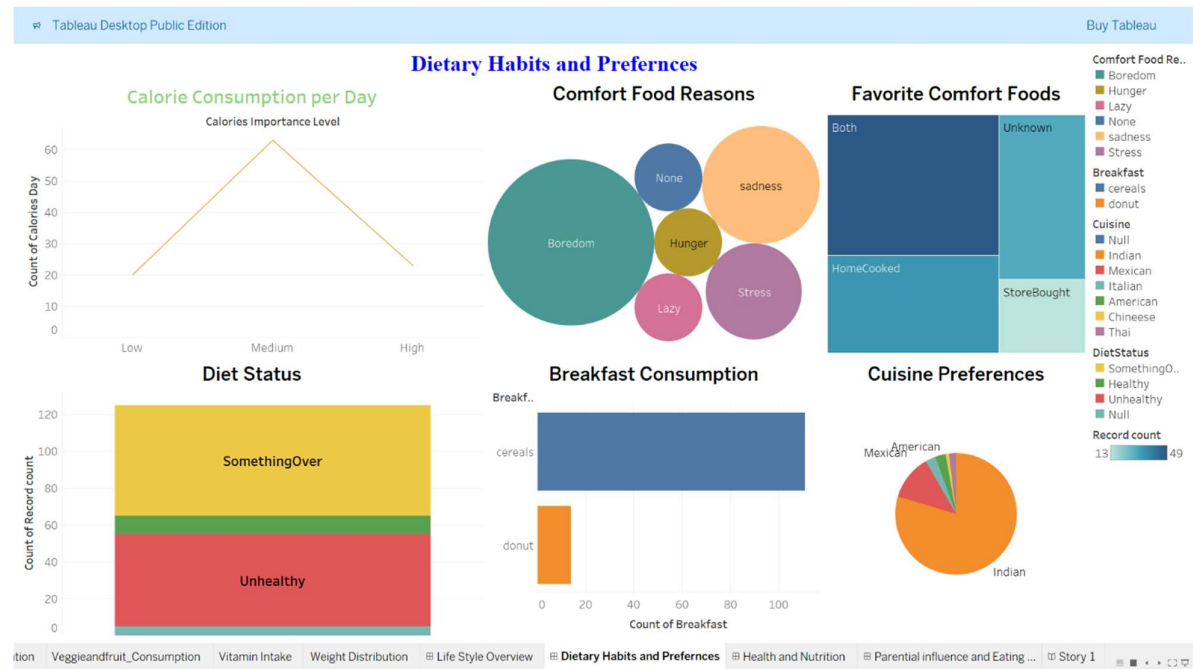 Tableau Desktop Public Edition
Buy Tableau
Dietary Habits and Prefernces
Calorie Consumption per Day
Calories Importance Level
Count of Calories Day
60
50
40
30
20
10
0
Low Medium High
Comfort Food Reasons
Boredom
None
sadness
Hunger
Lazy
Stress
Favorite Comfort Foods
Both
Unknown
HomeCooked
StoreBought
Diet Status
Count of Record count
120
100
80
60
40
20
0
SomethingOver
Unhealthy
Breakfast Consumption
Breakf..
cereals
donut
0 20 40 60 80 100
Count of Breakfast
Cuisine Preferences
American
Mexican
Indian
Comfort Food Re..
Boredom
Hunger
Lazy
None
sadness
Stress
Breakfast
cereals
donut
Cuisine
Null
Indian
Mexican
Italian
American
Chineese
Thai
DietStatus
SomethingO..
Healthy
Unhealthy
Null
Record count
13 49
tion Veggieandfruit_Consumption Vitamin Intake Weight Distribution Life Style Overview Dietary Habits and Prefernces Health and Nutrition Parental influence and Eating ... Story 1